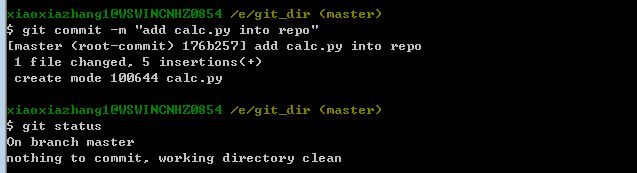 xiaoxiazhang1@WSWINCNHZ0854 /e/git_dir (master)
$ git commit -m "add calc.py into repo"
[master (root-commit) 176b257] add calc.py into repo
 1 file changed, 5 insertions(+)
 create mode 100644 calc.py
xiaoxiazhang1@WSWINCNHZ0854 /e/git_dir (master)
$ git status
On branch master
nothing to commit, working directory clean